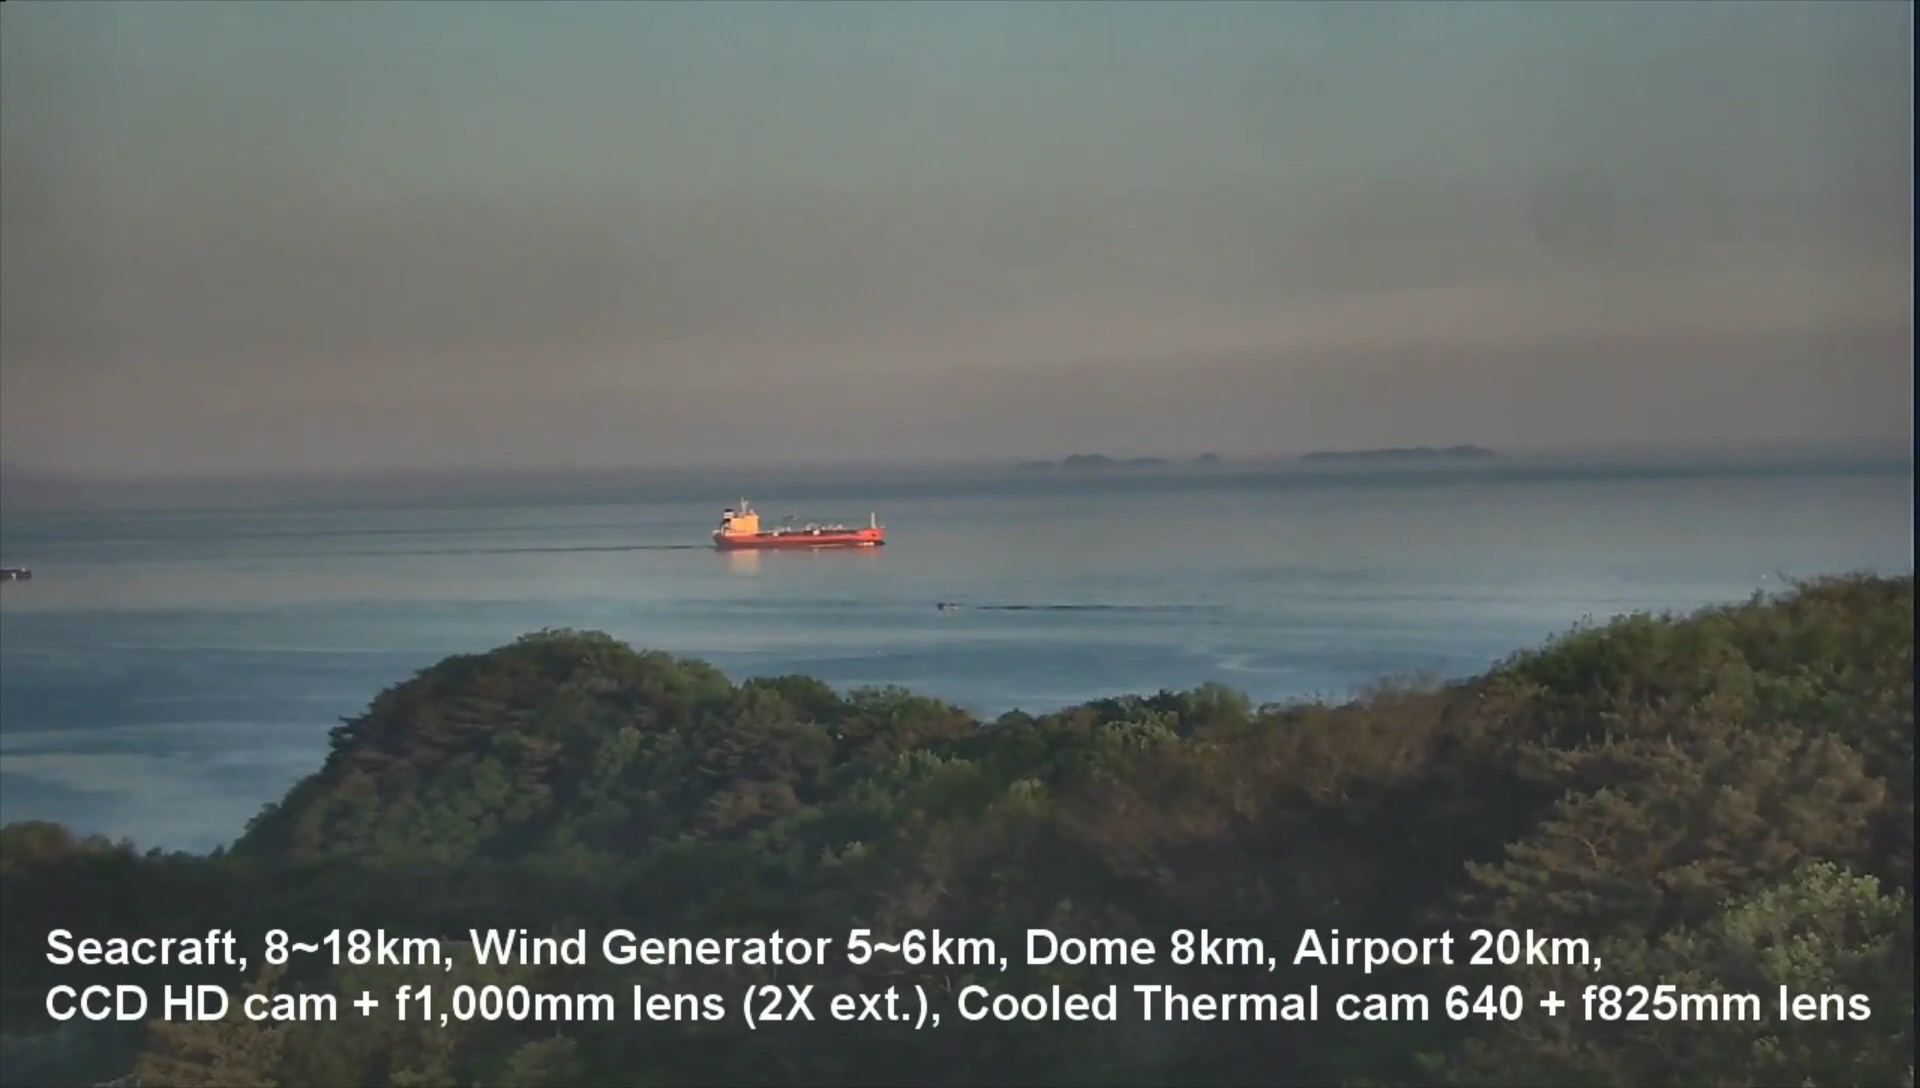 Seacraft, 8~18km, Wind Generator 5~6km, Dome 8km, Airport 20km,
CCD HD cam + f1,000mm lens (2X ext.), Cooled Thermal cam 640 + f825mm lens